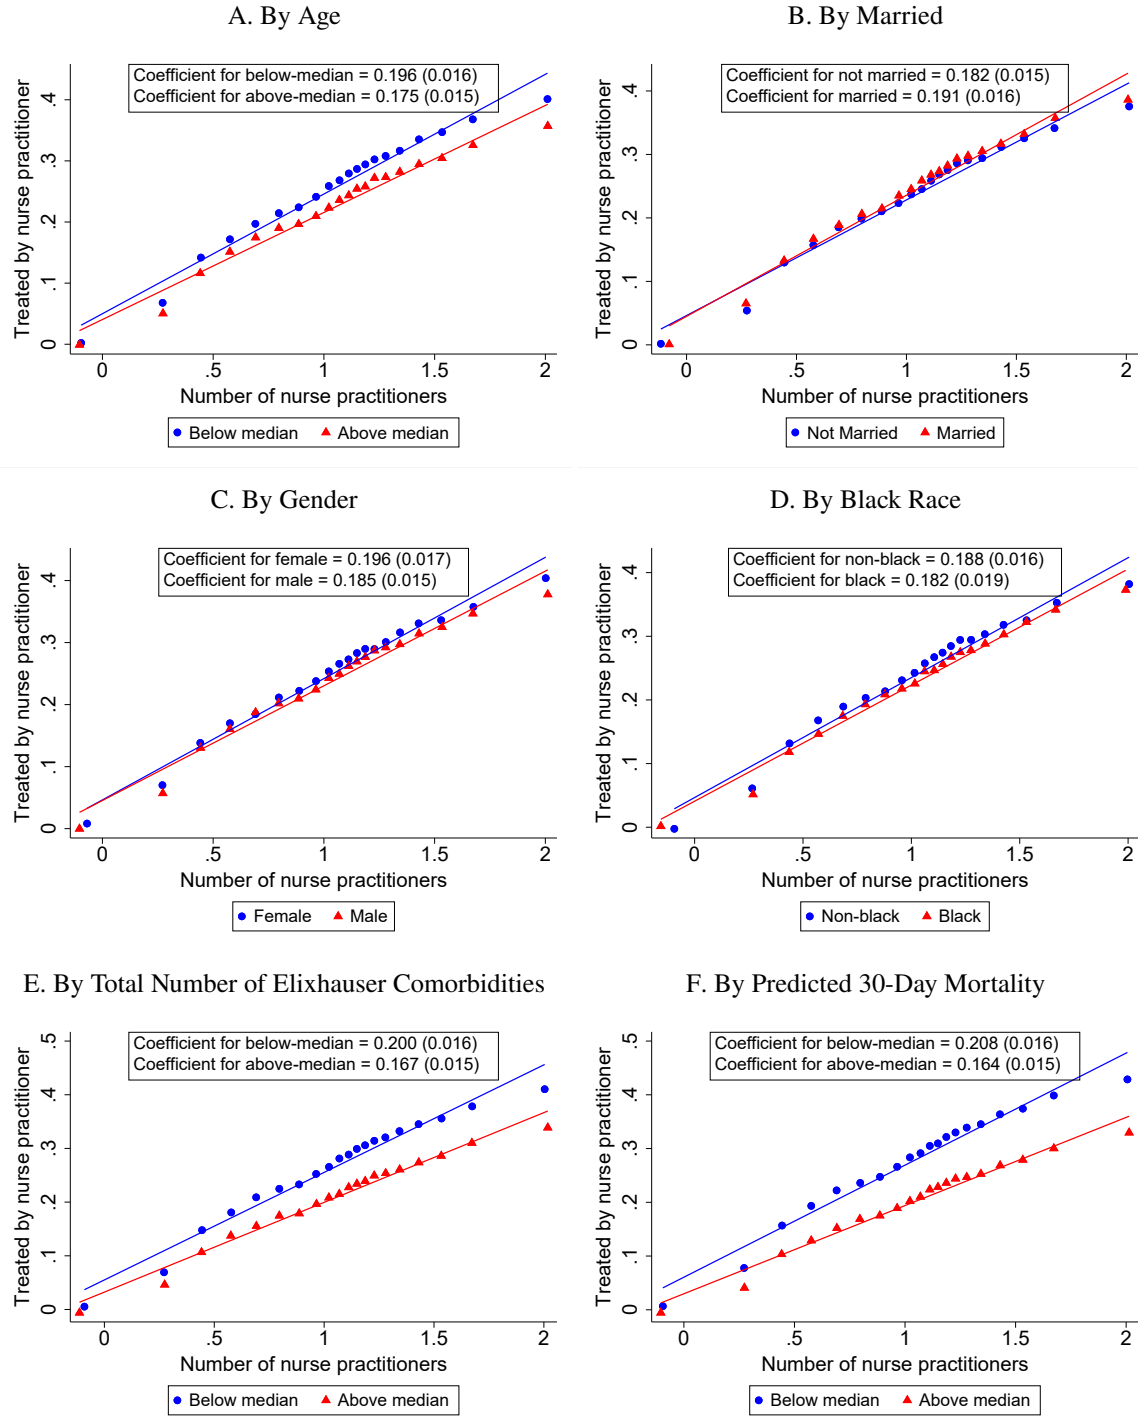 A. By Age
Coefficient for below-median = 0.196 (0.016)
Coefficient for above-median = 0.175 (0.015)
Treated by nurse practitioner
0 .1 .2 .3 .4
0 .5 1 1.5 2
Number of nurse practitioners
Below median Above median
B. By Married
Coefficient for not married = 0.182 (0.015)
Coefficient for married = 0.191 (0.016)
Treated by nurse practitioner
0 .1 .2 .3 .4
0 .5 1 1.5 2
Number of nurse practitioners
Not Married Married
C. By Gender
Coefficient for female = 0.196 (0.017)
Coefficient for male = 0.185 (0.015)
Treated by nurse practitioner
0 .1 .2 .3 .4
0 .5 1 1.5 2
Number of nurse practitioners
Female Male
D. By Black Race
Coefficient for non-black = 0.188 (0.016)
Coefficient for black = 0.182 (0.019)
Treated by nurse practitioner
0 .1 .2 .3 .4
0 .5 1 1.5 2
Number of nurse practitioners
Non-black Black
E. By Total Number of Elixhauser Comorbidities
Coefficient for below-median = 0.200 (0.016)
Coefficient for above-median = 0.167 (0.015)
Treated by nurse practitioner
0 .1 .2 .3 .4 .5
0 .5 1 1.5 2
Number of nurse practitioners
Below median Above median
F. By Predicted 30-Day Mortality
Coefficient for below-median = 0.208 (0.016)
Coefficient for above-median = 0.164 (0.015)
Treated by nurse practitioner
0 .1 .2 .3 .4 .5
0 .5 1 1.5 2
Number of nurse practitioners
Below median Above median